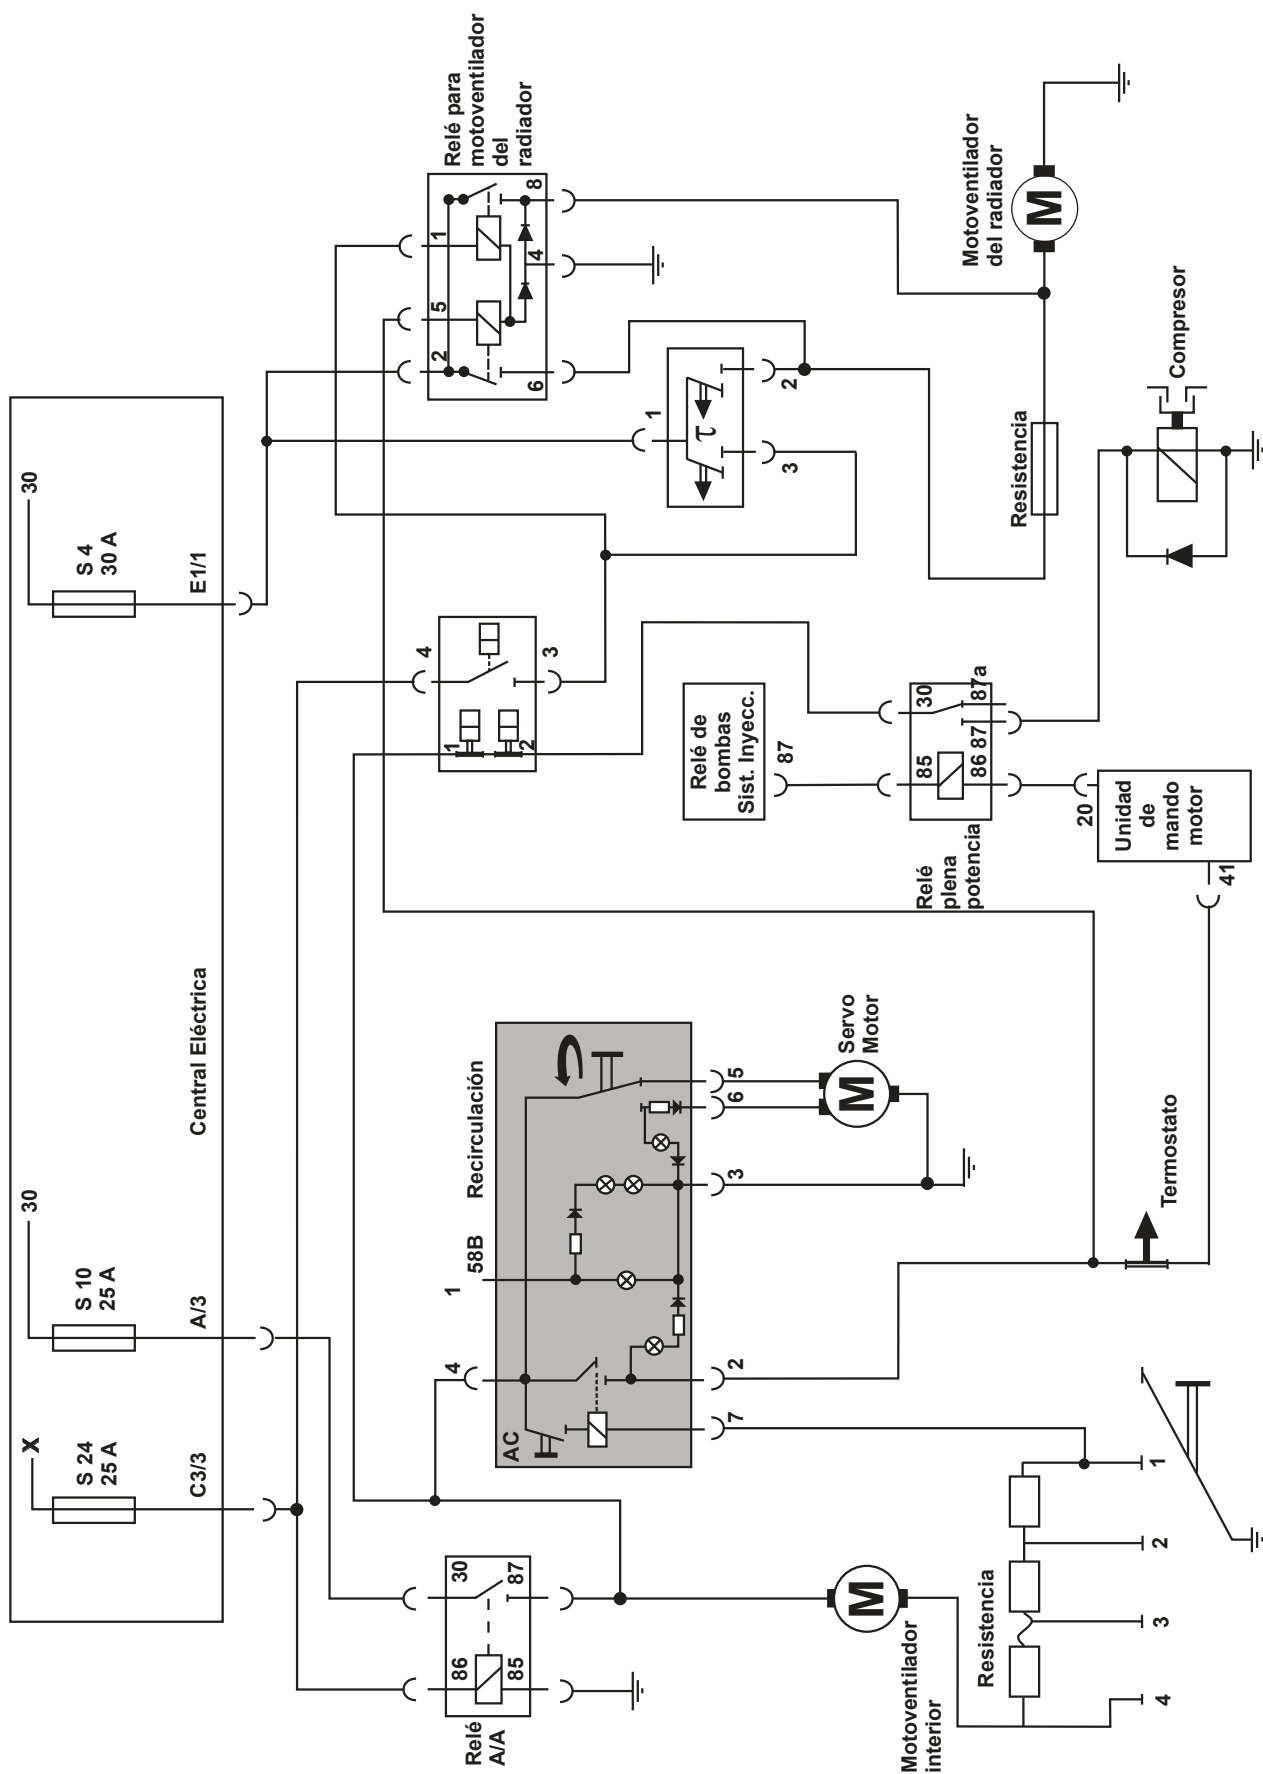 Central Eléctrica
X
S 24
25 A
C3/3
30
S 10
25 A
A/3
30
S 4
30 A
E1/1
Relé
A/A
86
30
85
87
AC
4
1
58B
Recirculación
7
2
3
6
5
Servo
Motor
M
4
1
2
3
Relé para
motoventilador
del
radiador
2
5
1
6
4
8
1
τ
3
2
Relé de
bombas
Sist. Inyecc.
87
Relé
plena
potencia
85
30
86
87
87a
20
Unidad
de
mando
motor
41
Termostato
Resistencia
Motoventilador
del radiador
M
Compresor
Motoventilador
interior
M
Resistencia
4
3
2
1